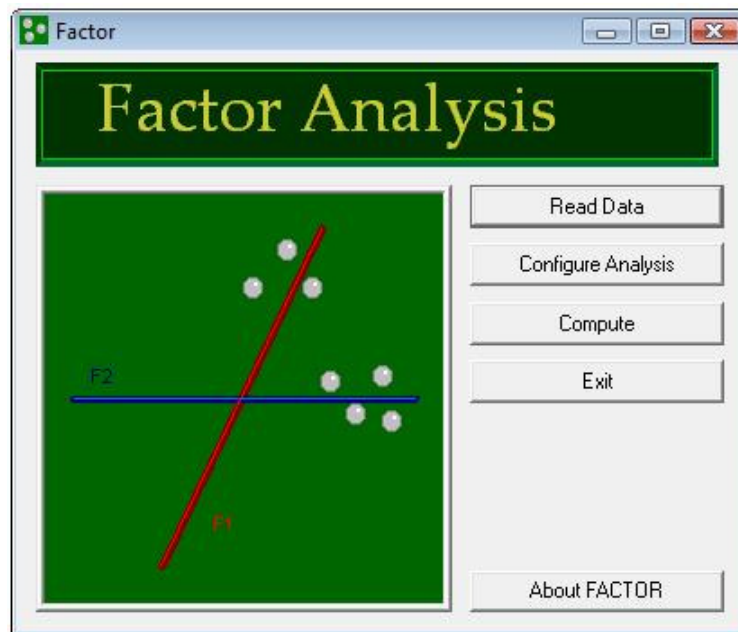 Factor
Factor Analysis
Read Data
Configure Analysis
Compute
Exit
F2
F1
About FACTOR